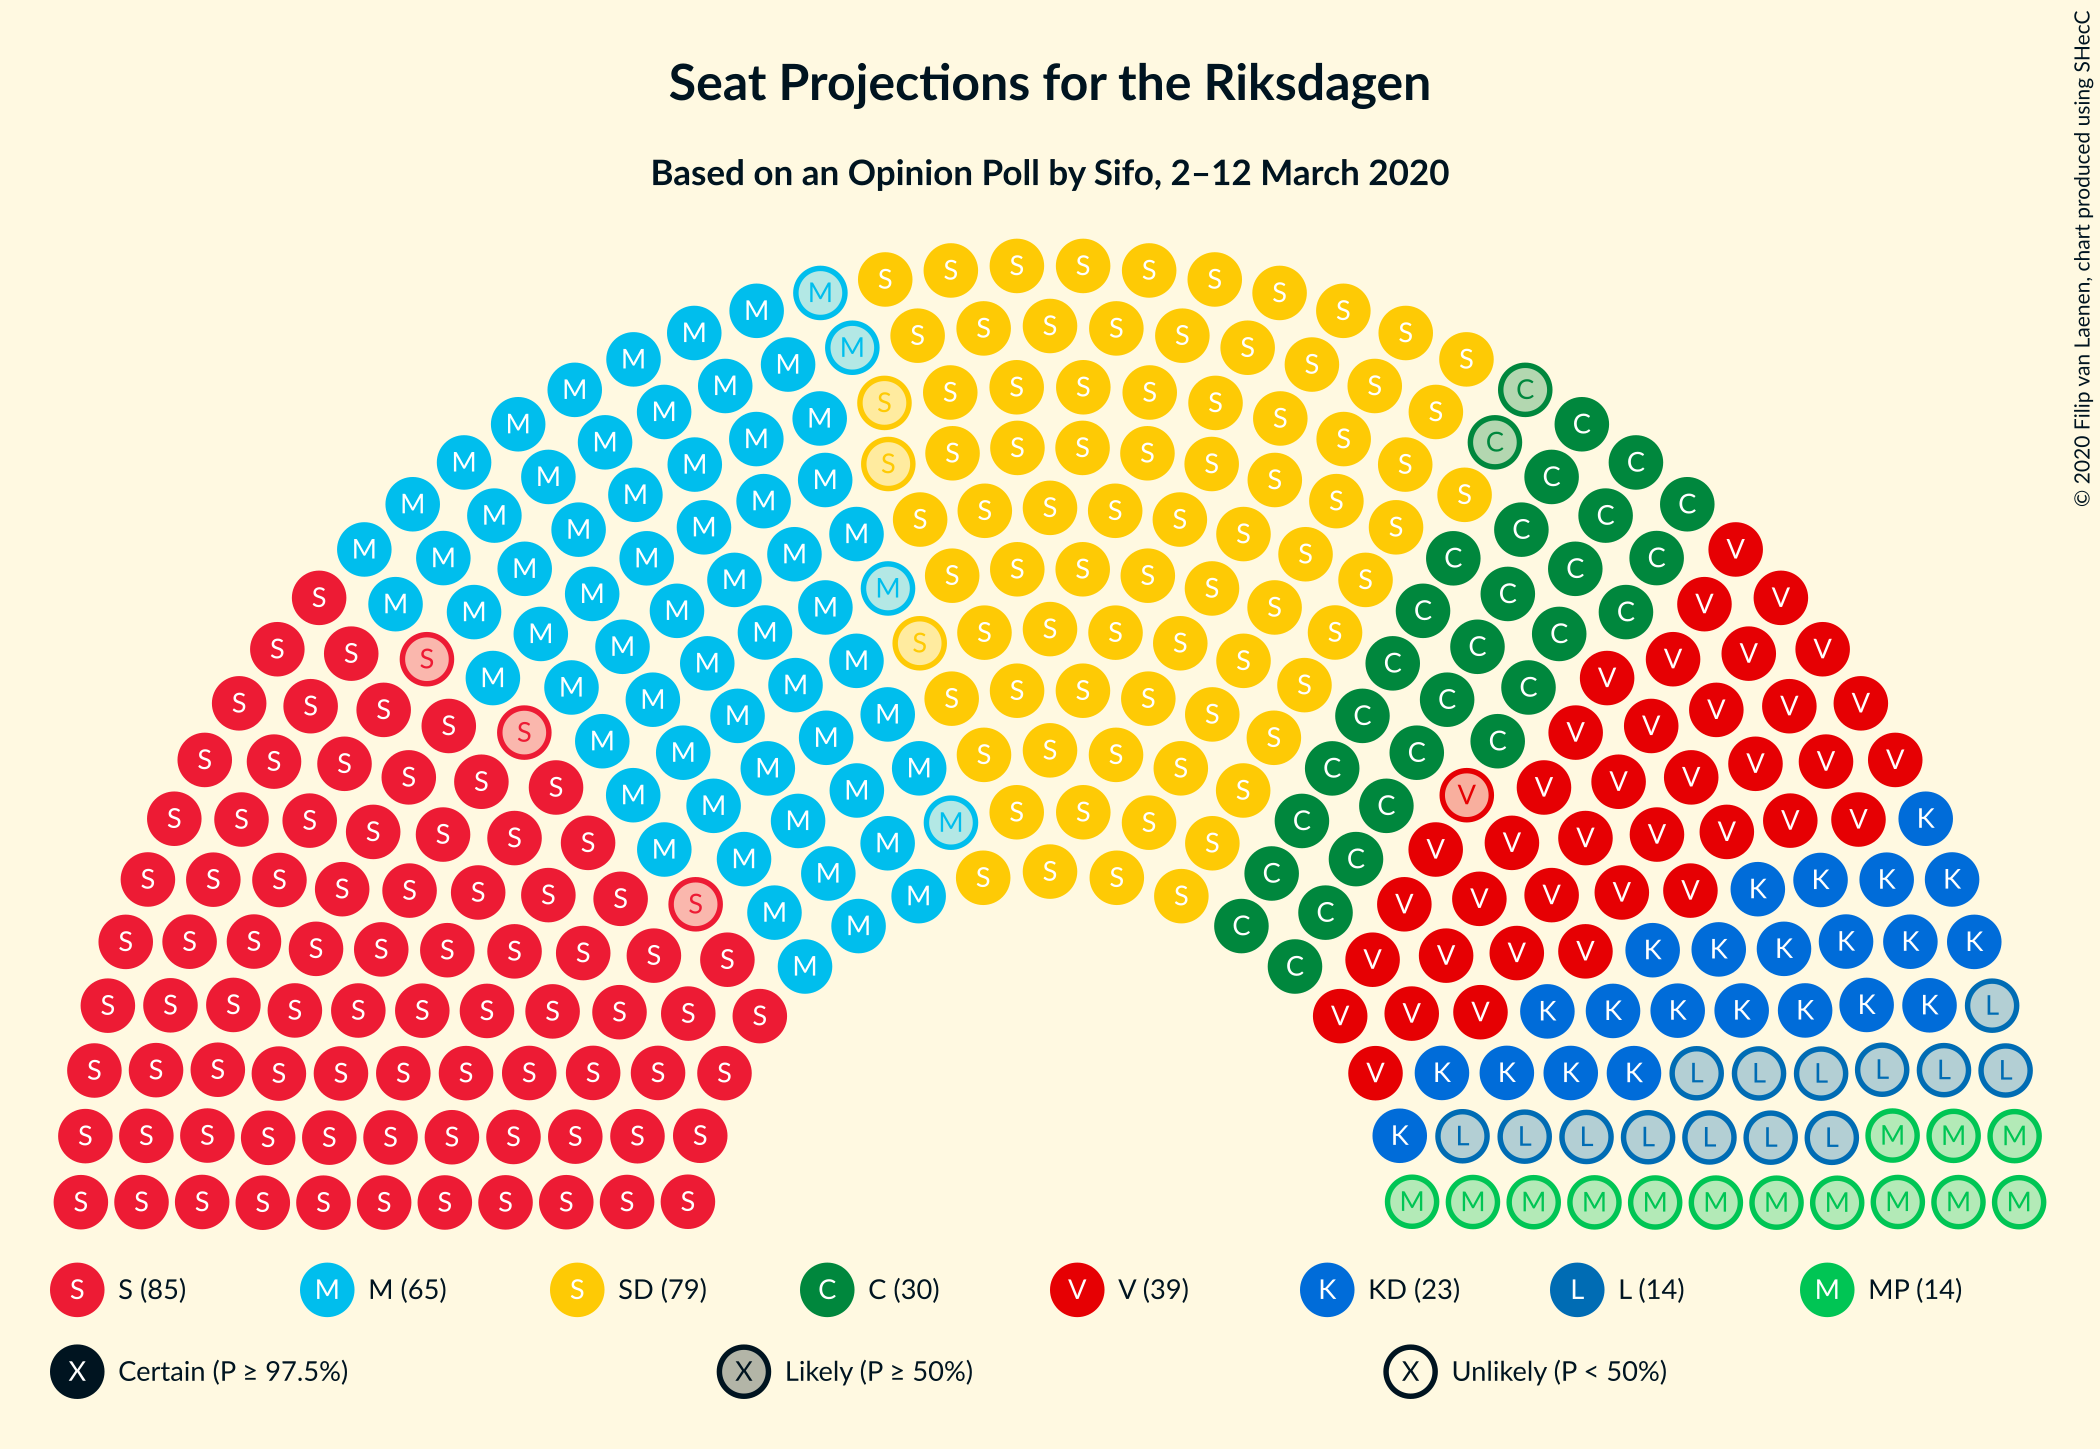 Seat Projections for the Riksdagen
Based on an Opinion Poll by Sifo, 2–12 March 2020
© 2020 Filip van Laenen, chart produced using SHecC
S S (85) M M (65) S SD (79) C C (30) V V (39) K KD (23) L L (14) M MP (14)
X Certain (P ≥ 97.5%) X Likely (P ≥ 50%) X Unlikely (P < 50%)